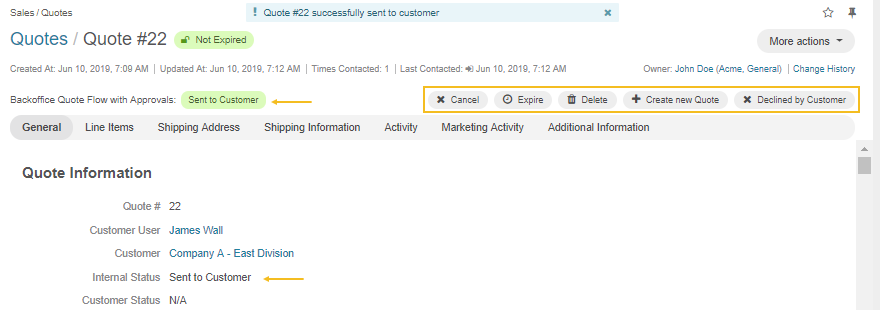 Sales / Quotes
Quote #22 successfully sent to customer
Quotes / Quote #22 Not Expired
More actions
Created At: Jun 10, 2019, 7:09 AM | Updated At: Jun 10, 2019, 7:12 AM | Times Contacted: 1 | Last Contacted: Jun 10, 2019, 7:12 AM
Owner: John Doe (Acme, General) | Change History
Backoffice Quote Flow with Approvals: Sent to Customer
Cancel Expire Delete Create new Quote Declined by Customer
General Line Items Shipping Address Shipping Information Activity Marketing Activity Additional Information
Quote Information
Quote # 22
Customer User James Wall
Customer Company A - East Division
Internal Status Sent to Customer
Customer Status N/A